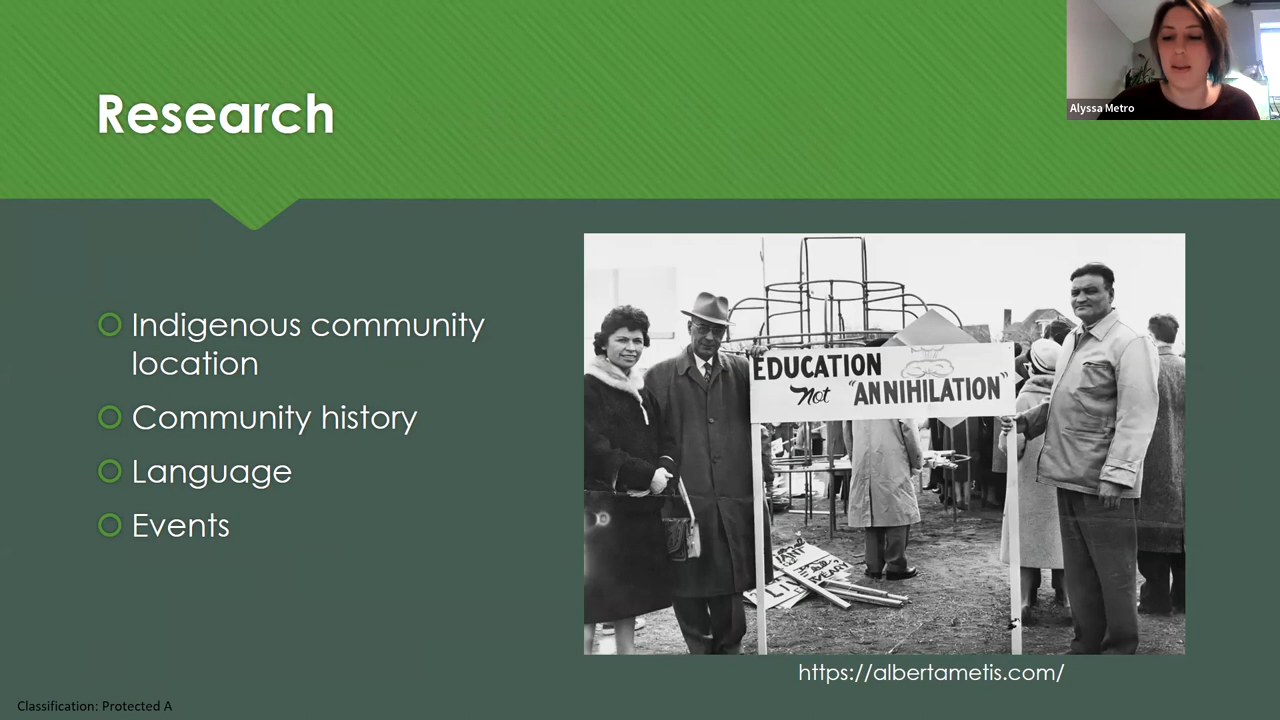 Research
Alyssa Metro
Indigenous community
location
Community history
Language
Events
EDUCATION
Not "ANNIHILATION"
https://albertametis.com/
Classification: Protected A